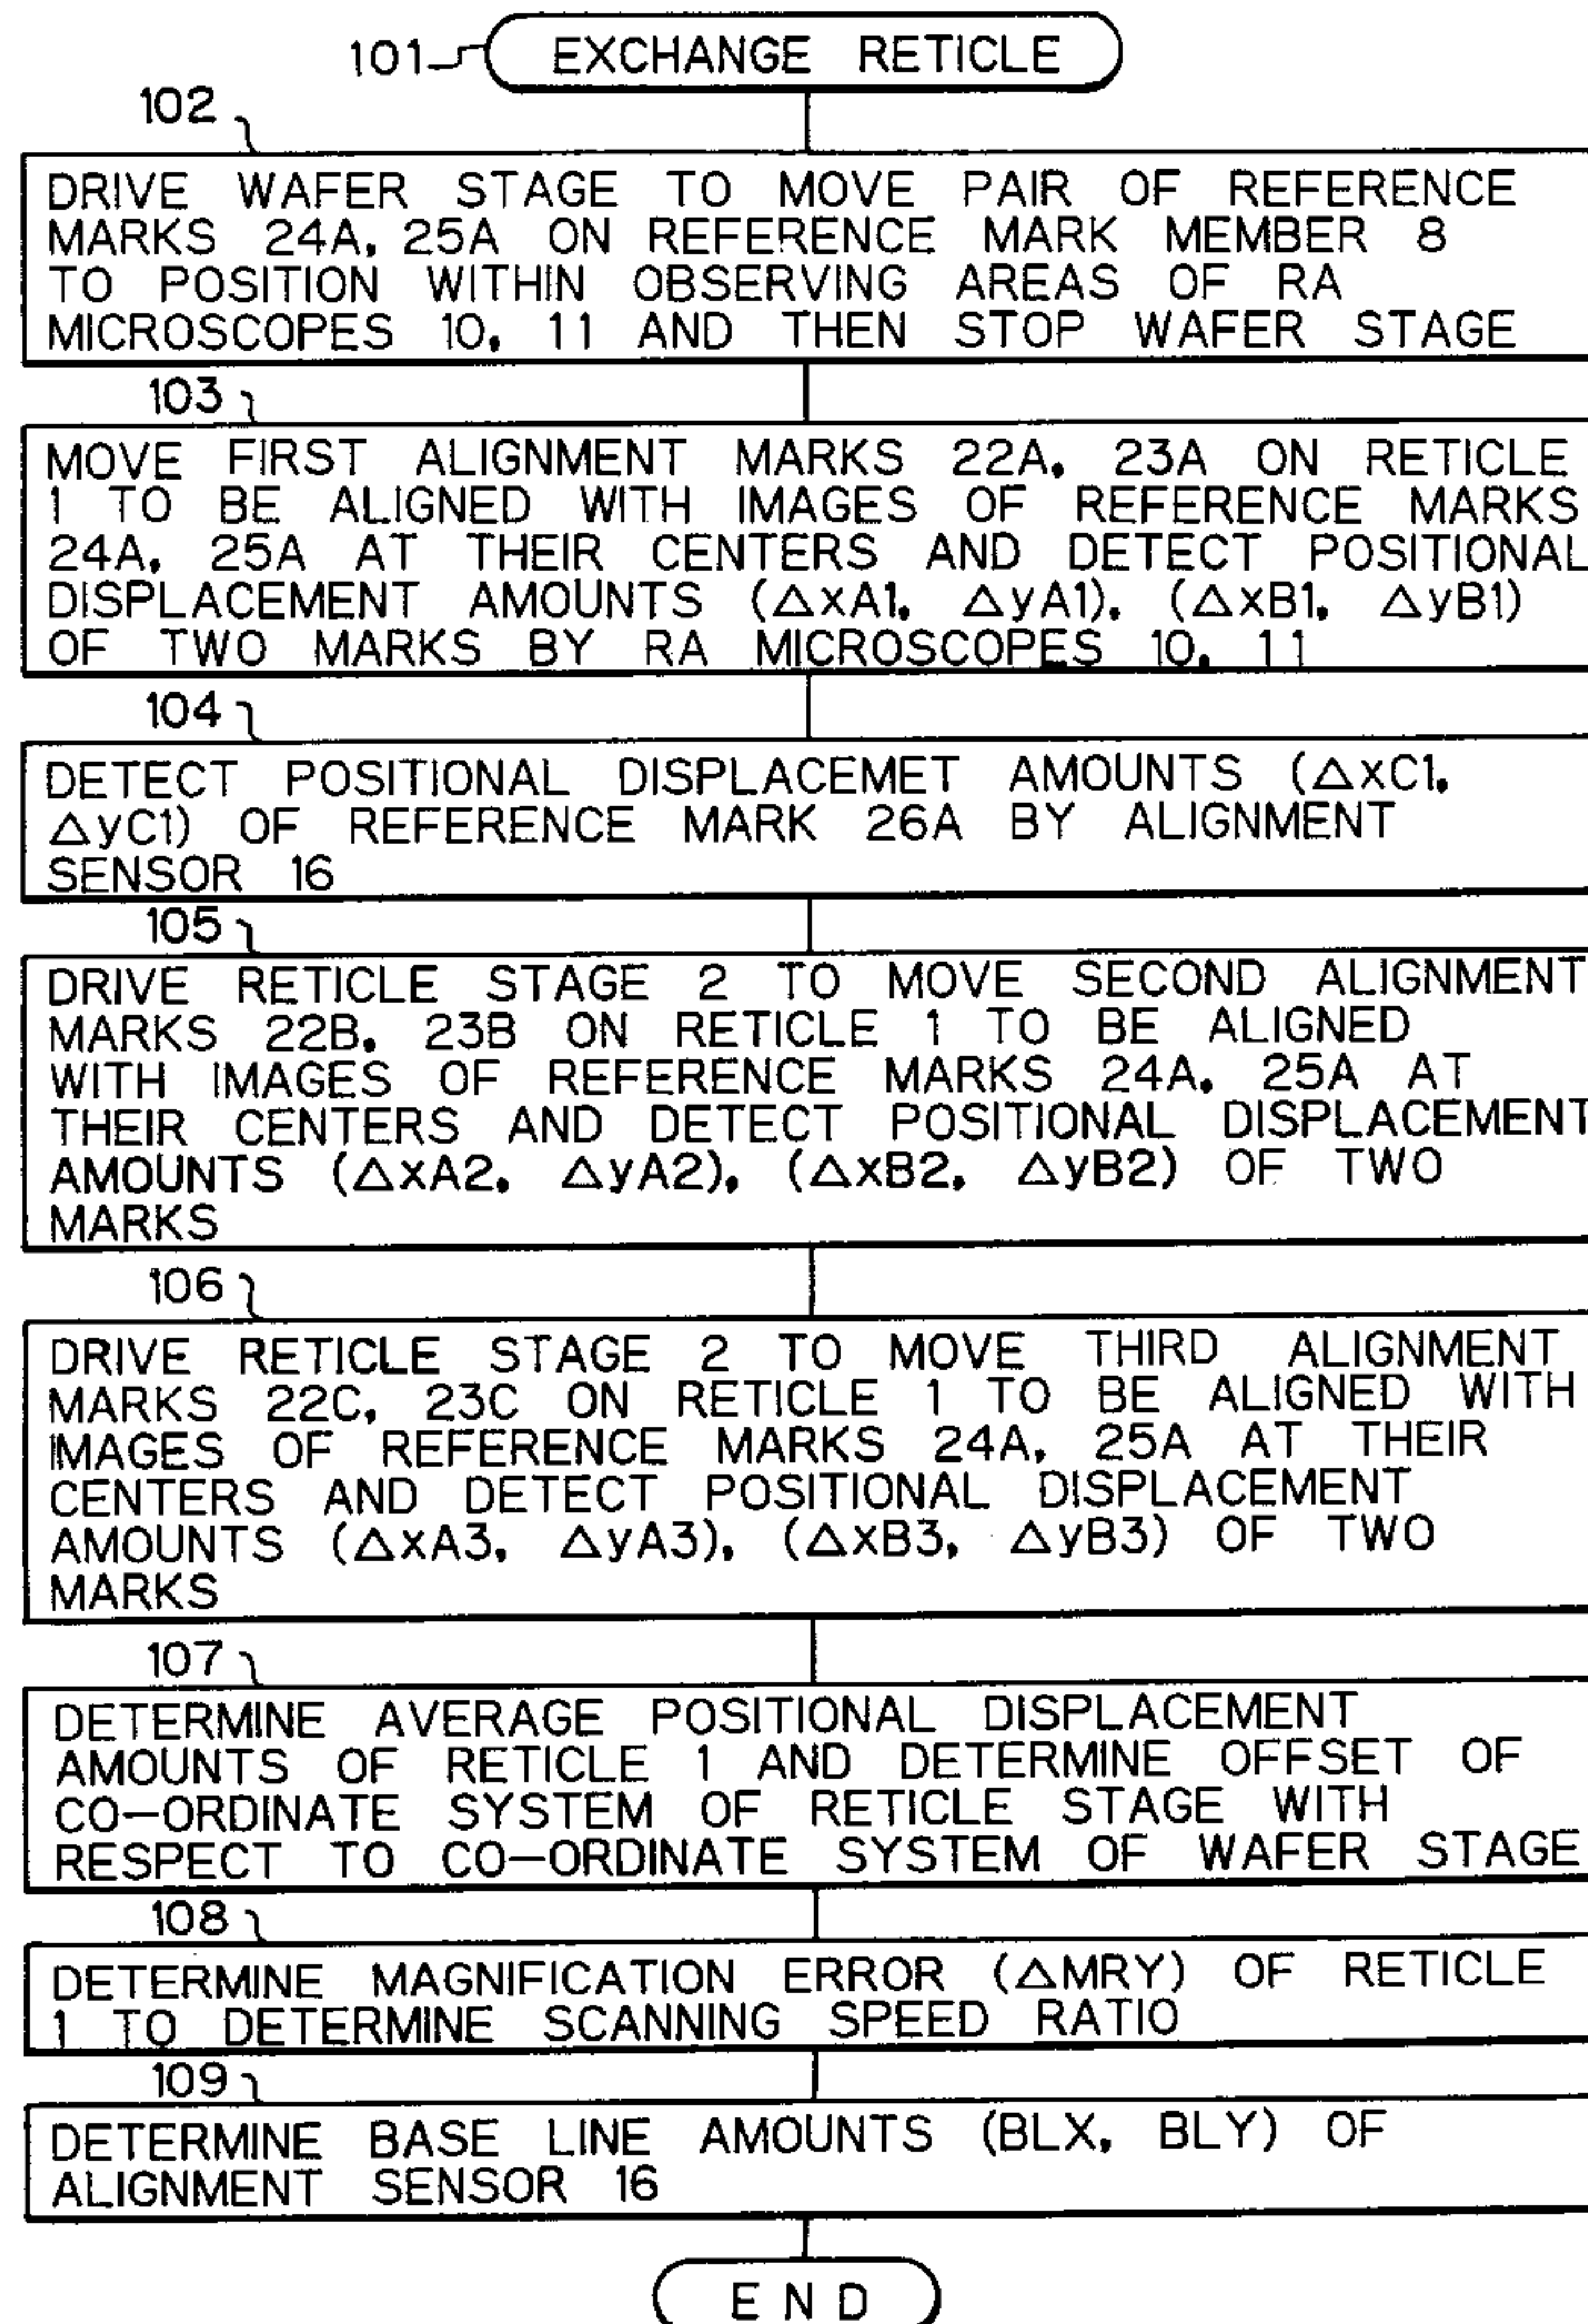 101 EXCHANGE RETICLE
102
DRIVE WAFER STAGE TO MOVE PAIR OF REFERENCE
MARKS 24A, 25A ON REFERENCE MARK MEMBER 8
TO POSITION WITHIN OBSERVING AREAS OF RA
MICROSCOPES 10, 11 AND THEN STOP WAFER STAGE
103
MOVE FIRST ALIGNMENT MARKS 22A, 23A ON RETICLE
1 TO BE ALIGNED WITH IMAGES OF REFERENCE MARKS
24A, 25A AT THEIR CENTERS AND DETECT POSITIONAL
DISPLACEMENT AMOUNTS (△xA1, △yA1), (△xB1, △yB1)
OF TWO MARKS BY RA MICROSCOPES 10, 11
104
DETECT POSITIONAL DISPLACEMET AMOUNTS (△xC1,
△yC1) OF REFERENCE MARK 26A BY ALIGNMENT
SENSOR 16
105
DRIVE RETICLE STAGE 2 TO MOVE SECOND ALIGNMENT
MARKS 22B, 23B ON RETICLE 1 TO BE ALIGNED
WITH IMAGES OF REFERENCE MARKS 24A, 25A AT
THEIR CENTERS AND DETECT POSITIONAL DISPLACEMENT
AMOUNTS (△xA2, △yA2), (△xB2, △yB2) OF TWO
MARKS
106
DRIVE RETICLE STAGE 2 TO MOVE THIRD ALIGNMENT
MARKS 22C, 23C ON RETICLE 1 TO BE ALIGNED WITH
IMAGES OF REFERENCE MARKS 24A, 25A AT THEIR
CENTERS AND DETECT POSITIONAL DISPLACEMENT
AMOUNTS (△xA3, △yA3), (△xB3, △yB3) OF TWO
MARKS
107
DETERMINE AVERAGE POSITIONAL DISPLACEMENT
AMOUNTS OF RETICLE 1 AND DETERMINE OFFSET OF
CO-ORDINATE SYSTEM OF RETICLE STAGE WITH
RESPECT TO CO-ORDINATE SYSTEM OF WAFER STAGE
108
DETERMINE MAGNIFICATION ERROR (△MRY) OF RETICLE
1 TO DETERMINE SCANNING SPEED RATIO
109
DETERMINE BASE LINE AMOUNTS (BLX, BLY) OF
ALIGNMENT SENSOR 16
END